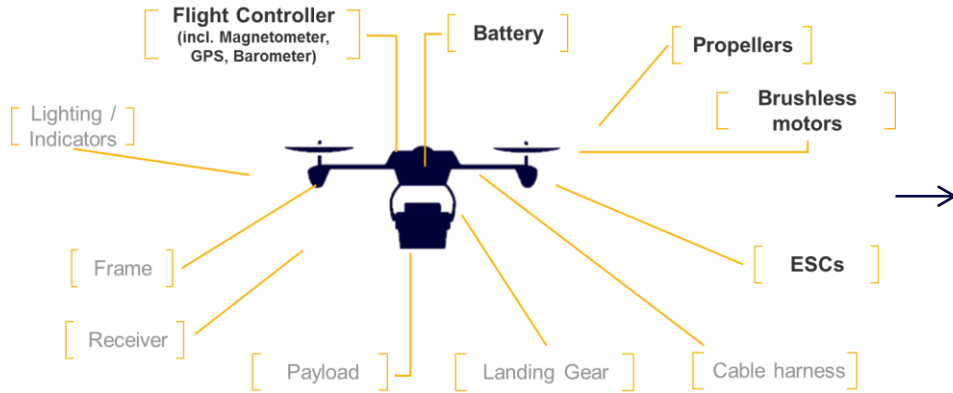 Flight Controller
(incl. Magnetometer,
GPS, Barometer)
Battery
Propellers
Brushless
motors
Lighting /
Indicators
Frame
ESCs
Receiver
Payload
Landing Gear
Cable harness